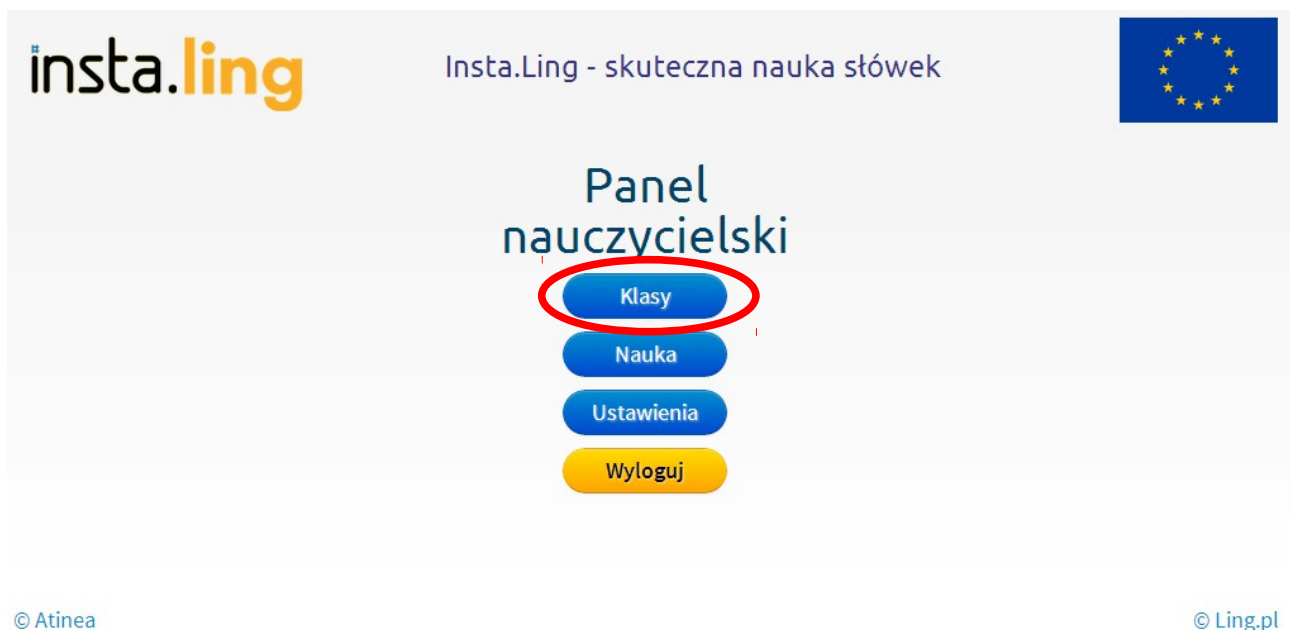 insta.ling
Insta.Ling - skuteczna nauka słówek
Panel
nauczycielski
Klasy
Nauka
Ustawienia
Wyloguj
© Atinea
© Ling.pl